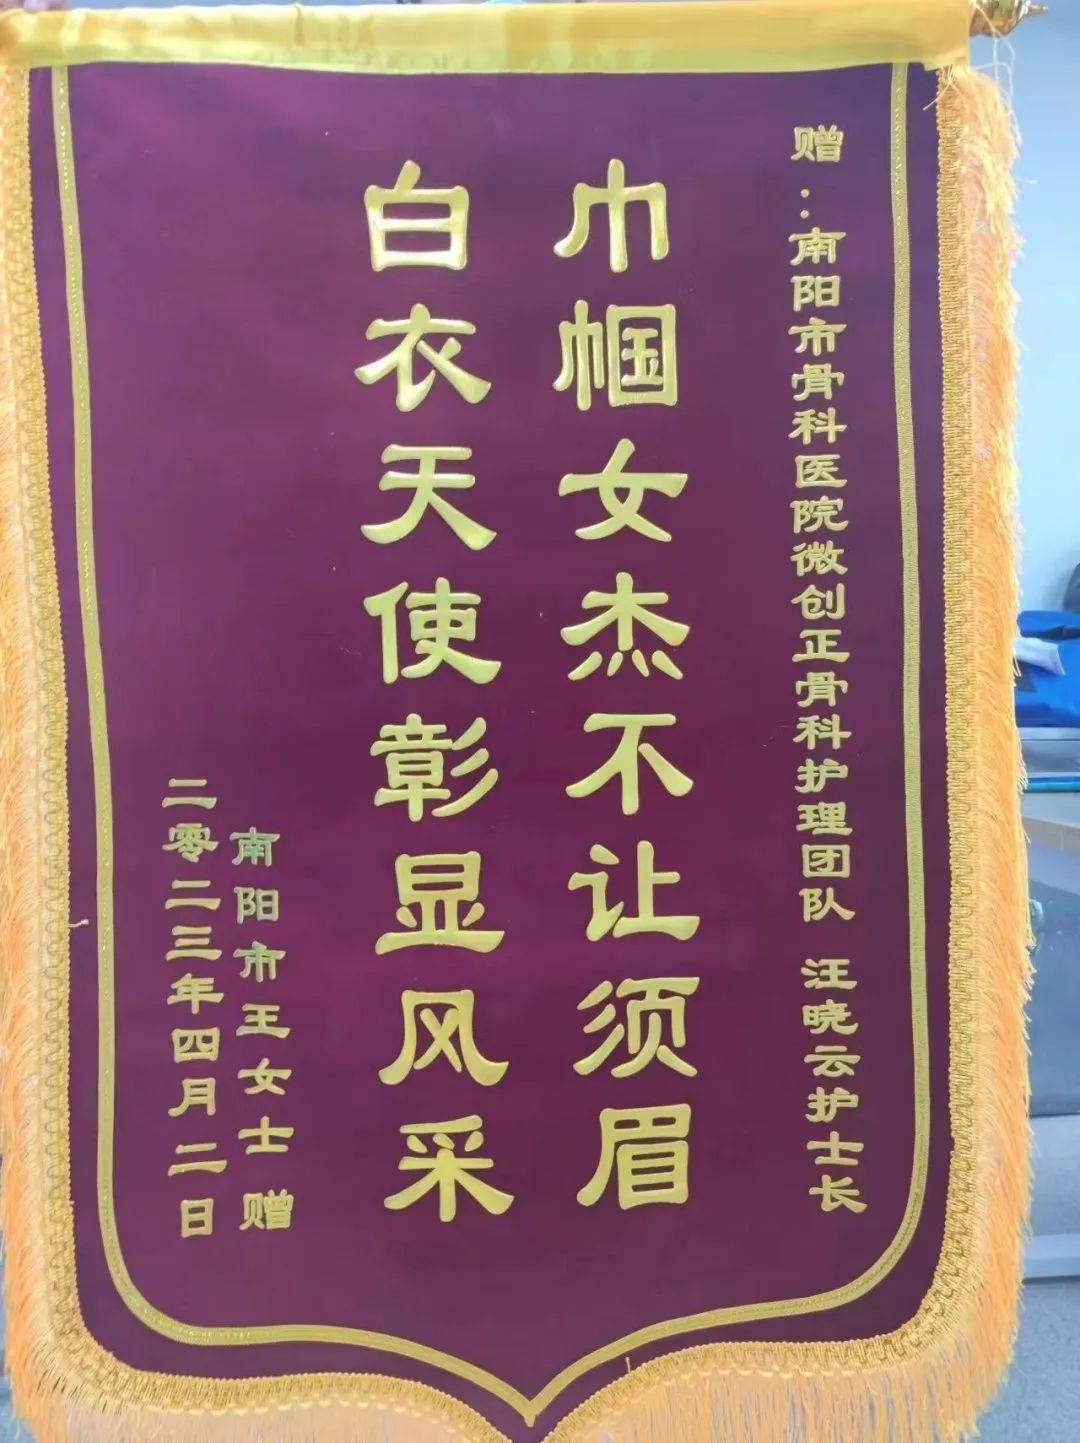 赠：南阳市骨科医院微创正骨科护理团队 汪晓云护士长
巾帼女杰不让须眉
白衣天使彰显风采
南阳市王女士 赠
二零二三年四月二日